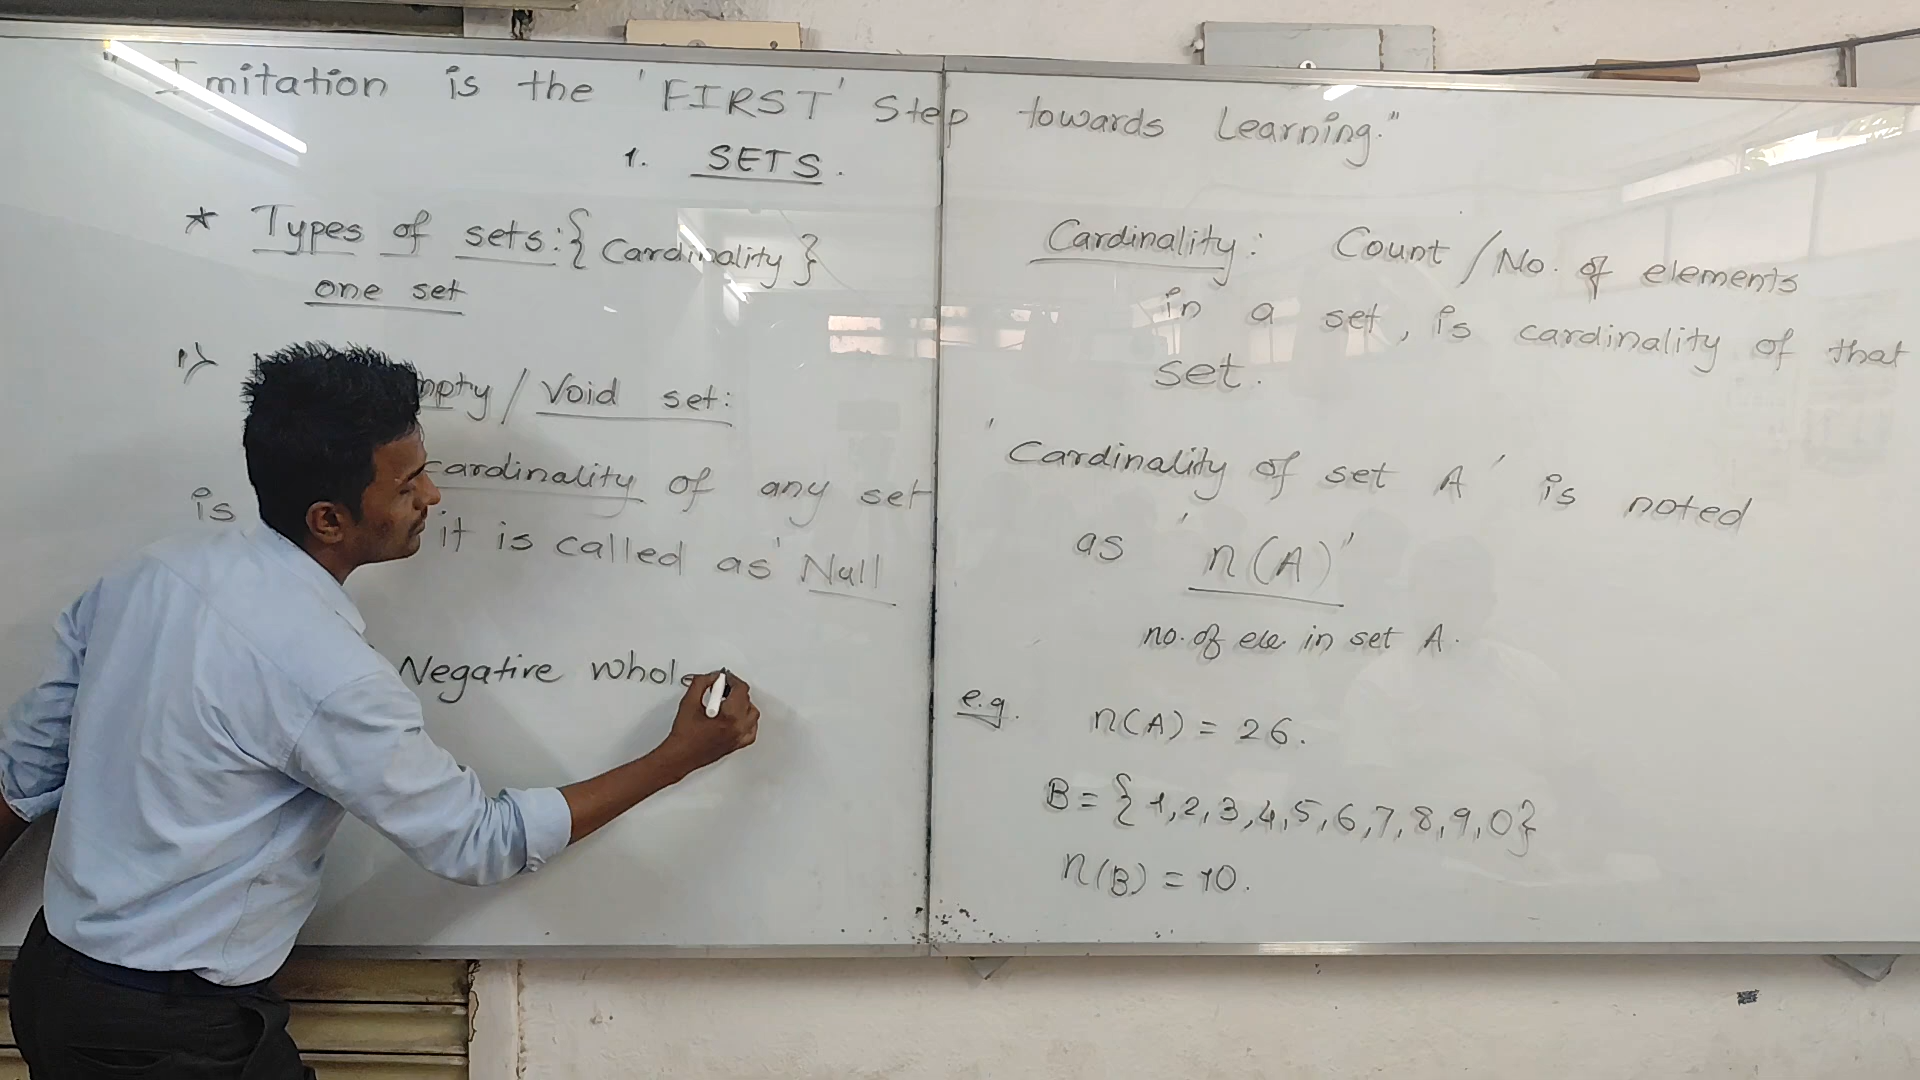 "Imitation is the 'FIRST' Step towards Learning."
1. SETS.
* Types of sets: { Cardinality }
one set
1)
/ Void set:
cardinality of any set
is
it is called as 'Null
Negative Whole
Cardinality: Count / No. of elements
in a set, is cardinality of that
set.
'Cardinality of set A' is noted
as 'n(A)'
no. of ele in set A.
e.g. n(A) = 26.
B = {1,2,3,4,5,6,7,8,9,0}
n(B) = 10.